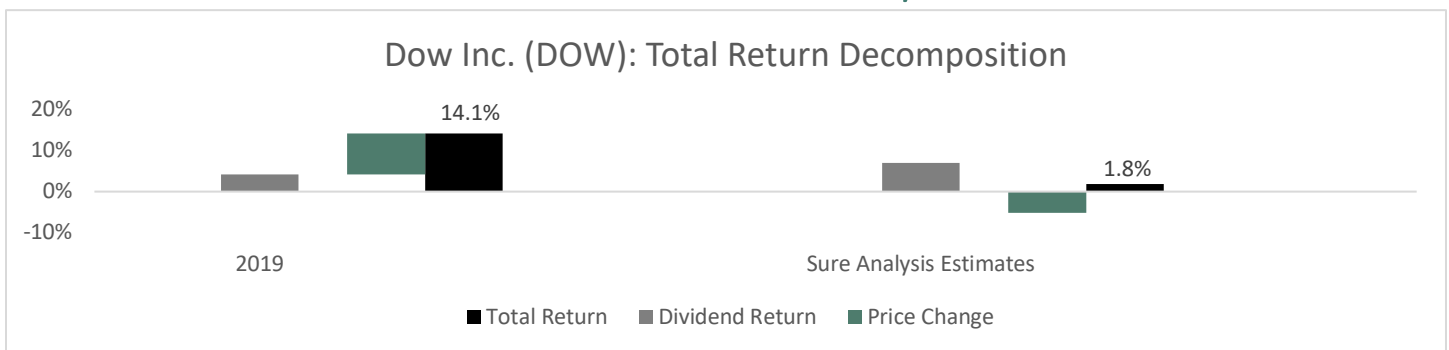 Dow Inc. (DOW): Total Return Decomposition
20%
14.1%
10%
1.8%
0%
-10%
2019 Sure Analysis Estimates
Total Return Dividend Return Price Change